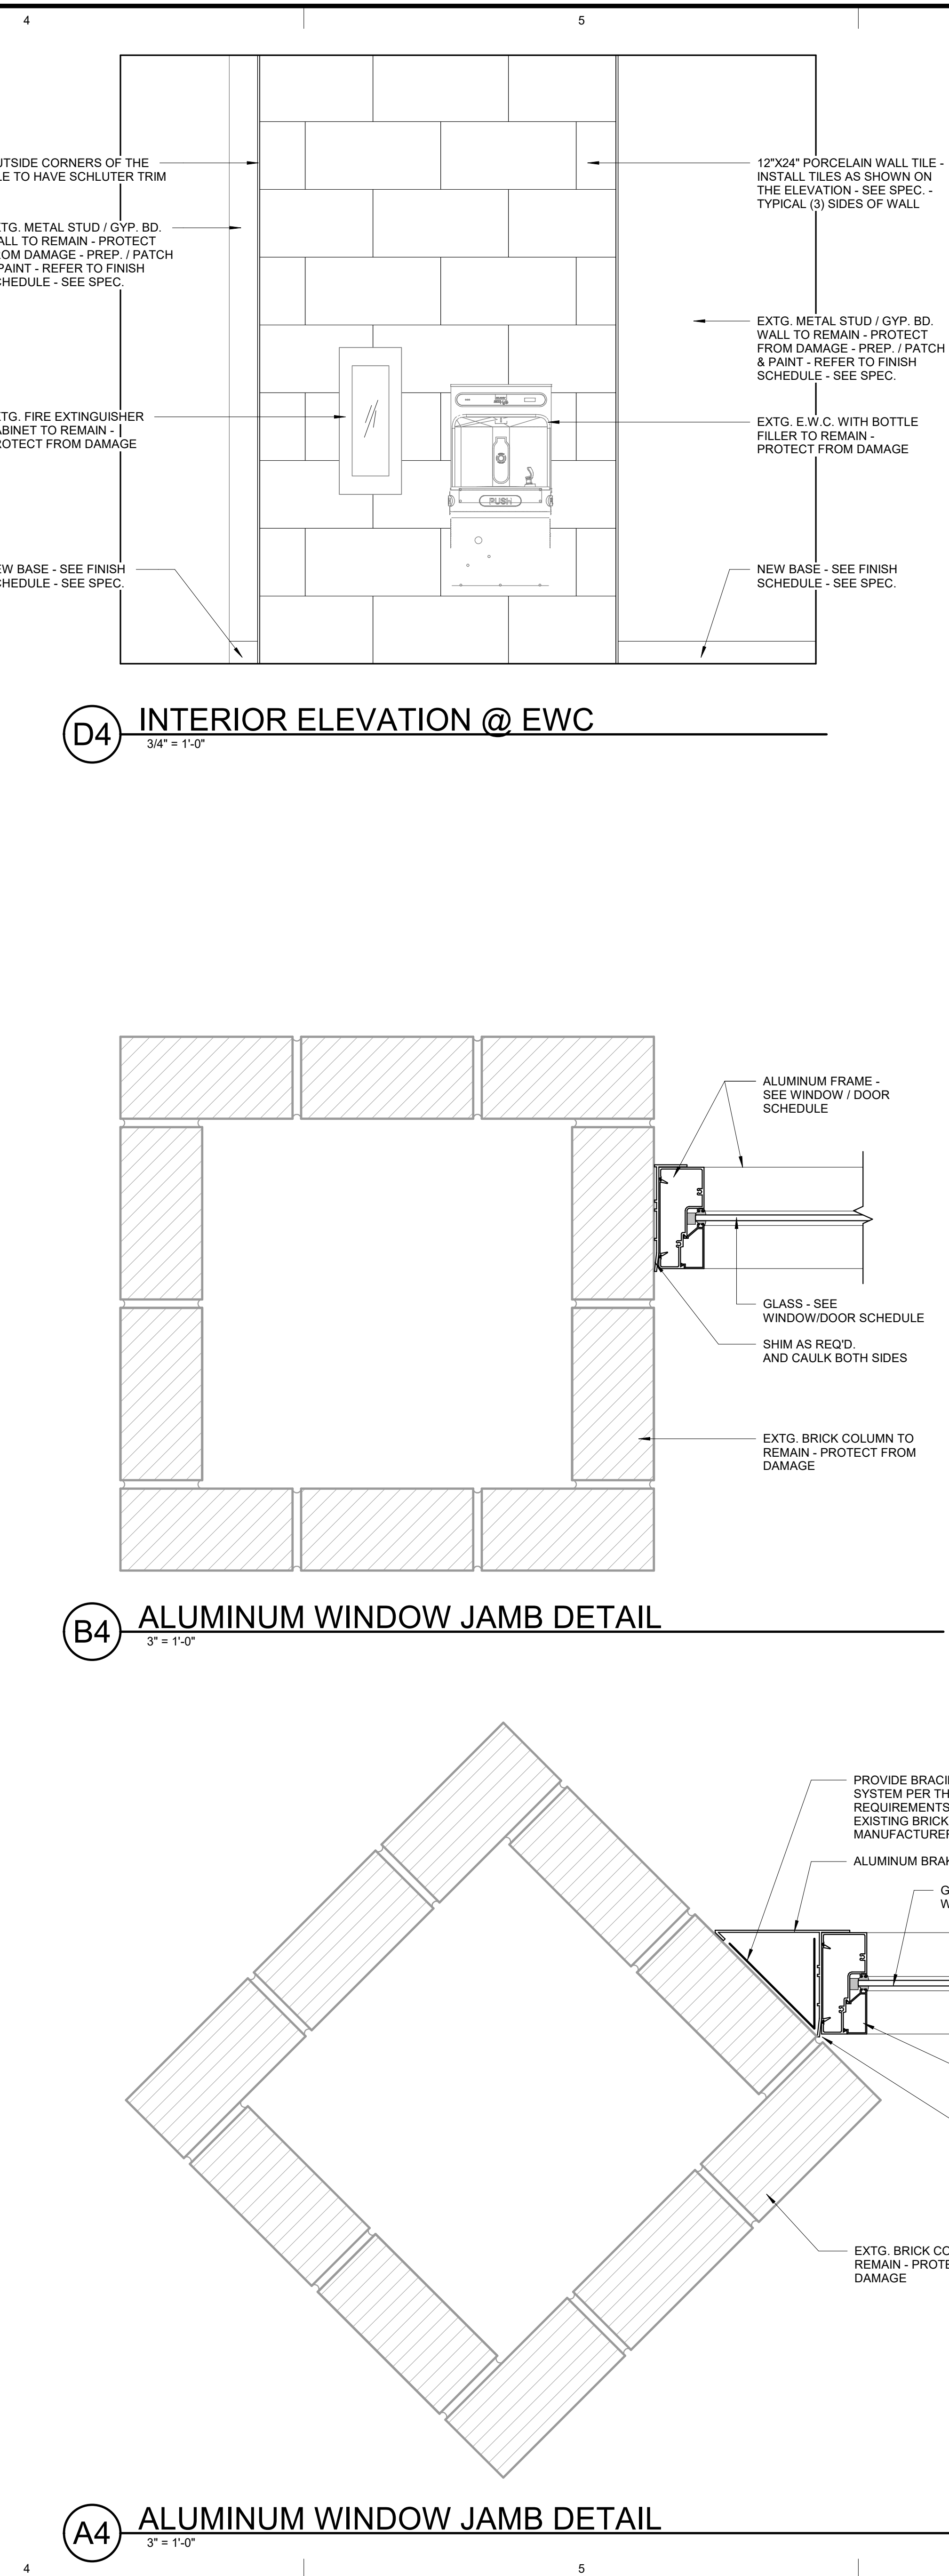 4
5
UTSIDE CORNERS OF THE
LE TO HAVE SCHLUTER TRIM
TG. METAL STUD / GYP. BD.
ALL TO REMAIN - PROTECT
OM DAMAGE - PREP. / PATCH
PAINT - REFER TO FINISH
CHEDULE - SEE SPEC.
TG. FIRE EXTINGUISHER
ABINET TO REMAIN -
ROTECT FROM DAMAGE
EW BASE - SEE FINISH
CHEDULE - SEE SPEC.
PUSH
12"X24" PORCELAIN WALL TILE -
INSTALL TILES AS SHOWN ON
THE ELEVATION - SEE SPEC. -
TYPICAL (3) SIDES OF WALL
EXTG. METAL STUD / GYP. BD.
WALL TO REMAIN - PROTECT
FROM DAMAGE - PREP. / PATCH
& PAINT - REFER TO FINISH
SCHEDULE - SEE SPEC.
EXTG. E.W.C. WITH BOTTLE
FILLER TO REMAIN -
PROTECT FROM DAMAGE
NEW BASE - SEE FINISH
SCHEDULE - SEE SPEC.
D4
INTERIOR ELEVATION @ EWC
3/4" = 1'-0"
ALUMINUM FRAME -
SEE WINDOW / DOOR
SCHEDULE
GLASS - SEE
WINDOW/DOOR SCHEDULE
SHIM AS REQ'D.
AND CAULK BOTH SIDES
EXTG. BRICK COLUMN TO
REMAIN - PROTECT FROM
DAMAGE
B4
ALUMINUM WINDOW JAMB DETAIL
3" = 1'-0"
PROVIDE BRACI
SYSTEM PER TH
REQUIREMENTS
EXISTING BRICK
MANUFACTURER
ALUMINUM BRAK
G
W
EXTG. BRICK CO
REMAIN - PROTE
DAMAGE
A4
ALUMINUM WINDOW JAMB DETAIL
3" = 1'-0"
4
5